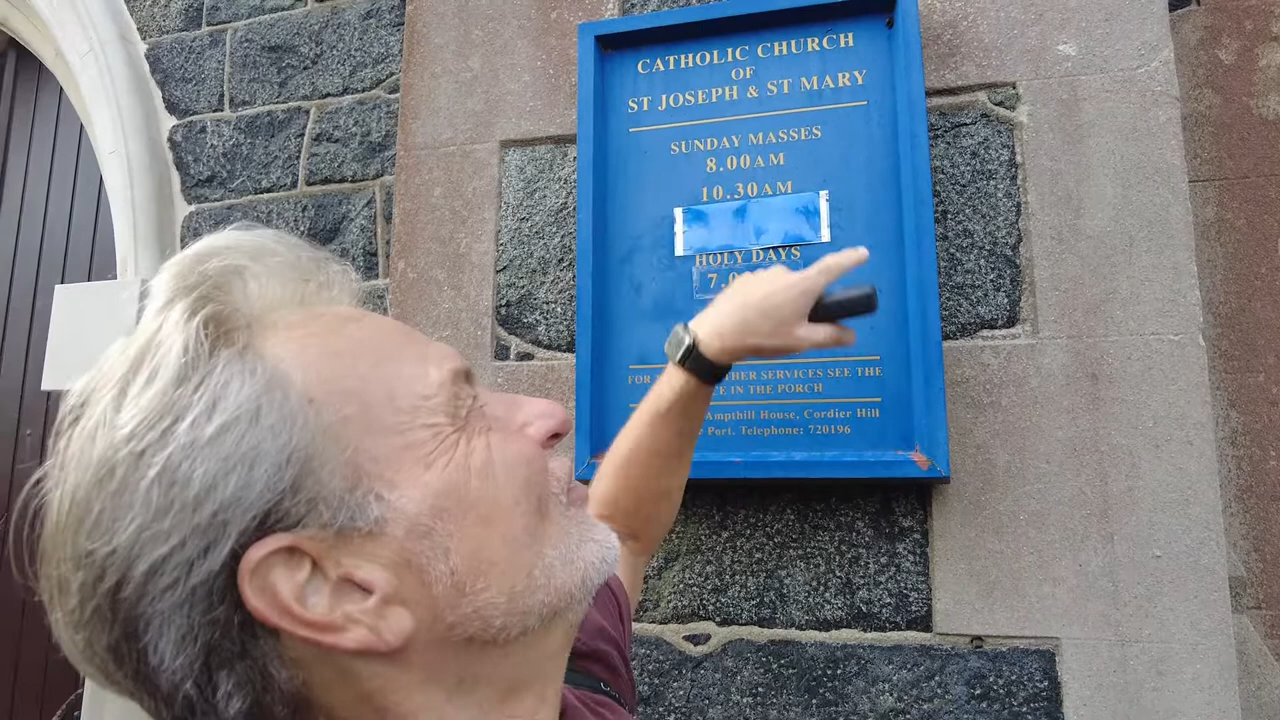 CATHOLIC CHURCH
OF
ST JOSEPH & ST MARY
SUNDAY MASSES
8.00AM
10.30AM
HOLY DAYS
FOR SERVICES SEE THE
IN THE PORCH
Ampthill House, Cordier Hill
Port. Telephone: 720196